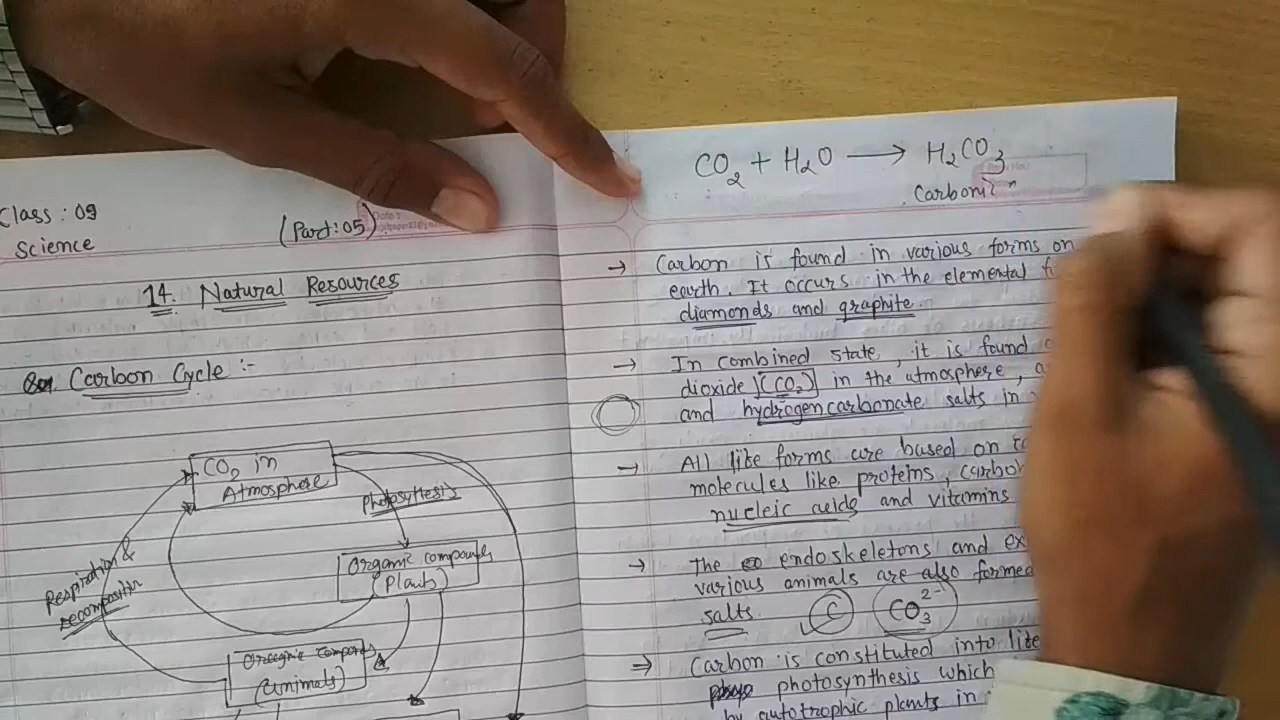 Class : 09
Science
(Part: 05)
14. Natural Resources
Carbon Cycle :-
CO2 in
Atmosphere
Respiration &
decomposition
Organic compounds
(animals)
CO2 + H2O → H2CO3
Carbonic "
→ Carbon is found in various forms on
earth. It occurs in the elemental
diamonds and graphite.
→ In combined state, it is found
dioxide (CO2) in the atmosphere,
and hydrogencarbonate salts in
→ All life forms are based on
molecules like proteins,
nucleic acids and vitamins
→ The endoskeletons and
various animals are also formed
salts. C CO3 2-
→ Carbon is constituted into
photosynthesis which
by autotrophic plants in